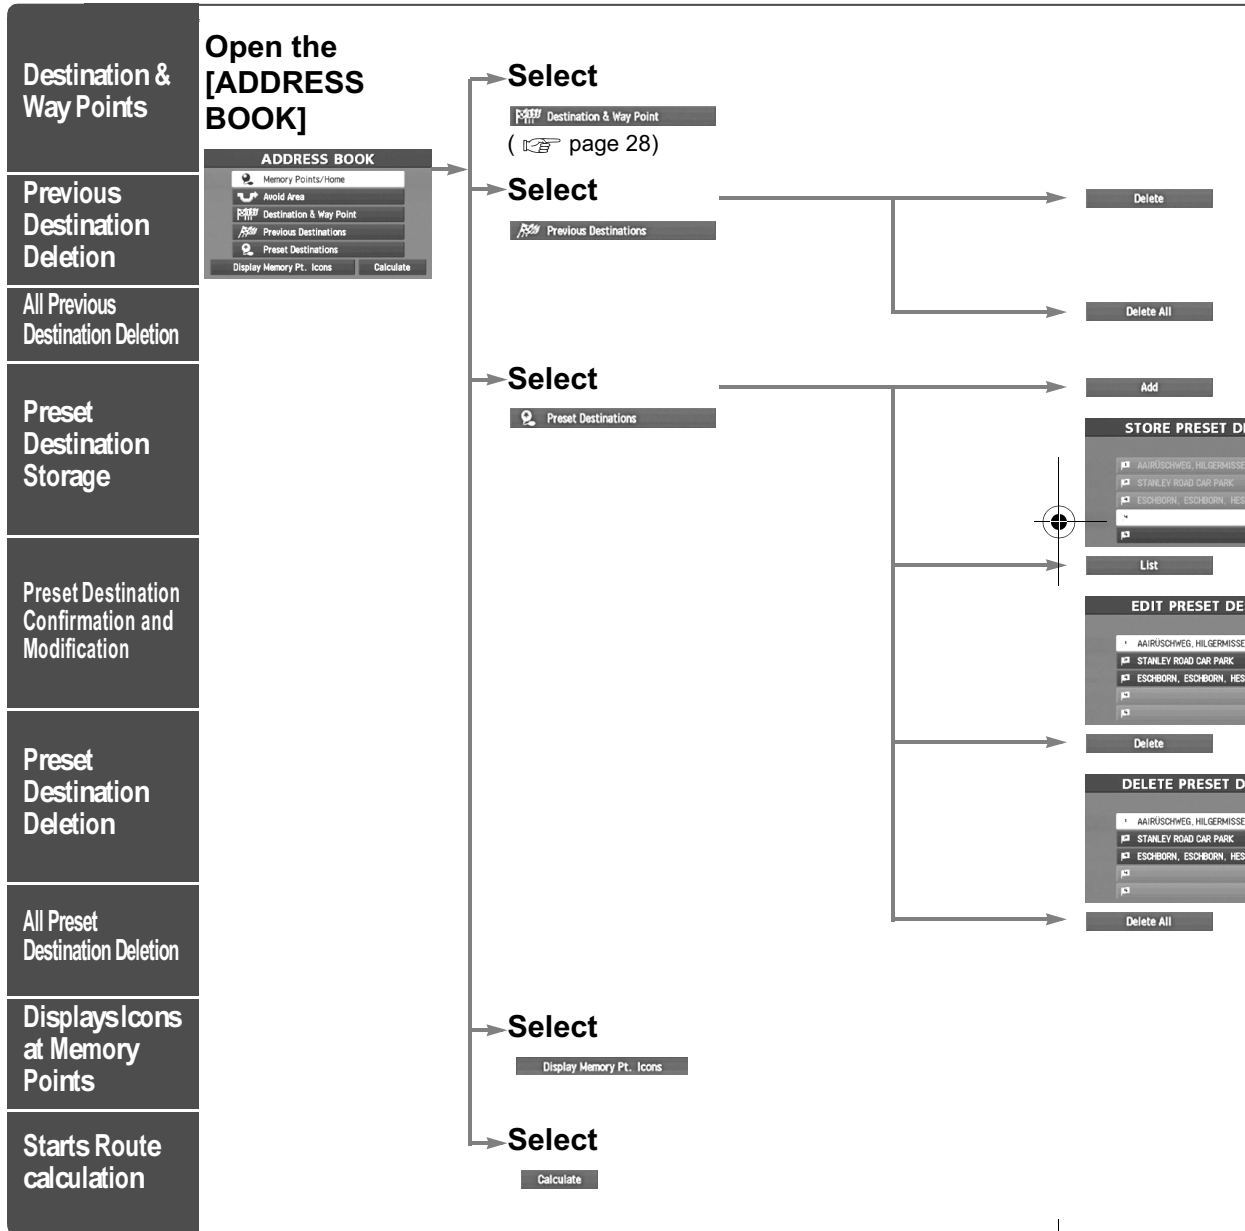 Destination &
Way Points
Previous
Destination
Deletion
All Previous
Destination Deletion
Preset
Destination
Storage
Preset Destination
Confirmation and
Modification
Preset
Destination
Deletion
All Preset
Destination Deletion
Displays Icons
at Memory
Points
Starts Route
calculation
Open the
[ADDRESS
BOOK]
ADDRESS BOOK
Memory Points/Home
Avoid Area
Destination & Way Point
Previous Destinations
Preset Destinations
Display Memory Pt. Icons Calculate
Select
Destination & Way Point
( ☞ page 28)
Select
Previous Destinations
Select
Preset Destinations
Select
Display Memory Pt. Icons
Select
Calculate
Delete
Delete All
Add
STORE PRESET DE
AAIRÜSCHWEG, HILGERMISSE
STANLEY ROAD CAR PARK
ESCHBORN, ESCHBORN, HES
List
EDIT PRESET DE
AAIRÜSCHWEG, HILGERMISSE
STANLEY ROAD CAR PARK
ESCHBORN, ESCHBORN, HES
Delete
DELETE PRESET D
AAIRÜSCHWEG, HILGERMISSE
STANLEY ROAD CAR PARK
ESCHBORN, ESCHBORN, HES
Delete All